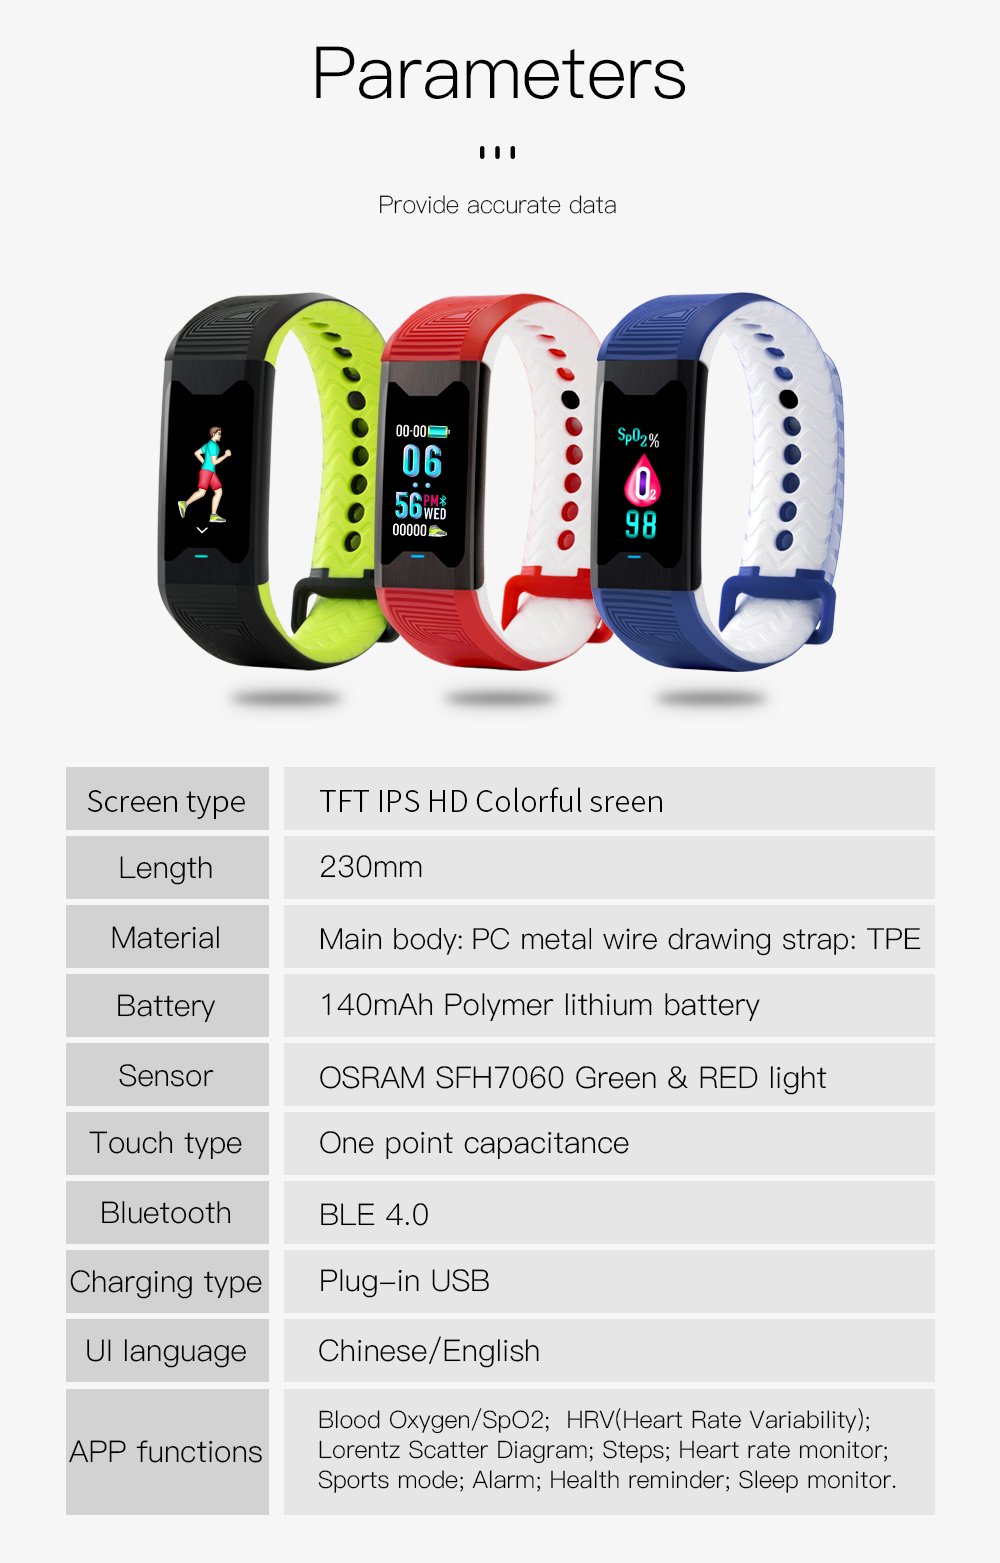 Parameters
Provide accurate data
00:00
06
56 PM
WED
00000
SpO2%
O2
98
Screen type
TFT IPS HD Colorful sreen
Length
230mm
Material
Main body: PC metal wire drawing strap: TPE
Battery
140mAh Polymer lithium battery
Sensor
OSRAM SFH7060 Green & RED light
Touch type
One point capacitance
Bluetooth
BLE 4.0
Charging type
Plug-in USB
UI language
Chinese/English
APP functions
Blood Oxygen/SpO2; HRV(Heart Rate Variability);
Lorentz Scatter Diagram; Steps; Heart rate monitor;
Sports mode; Alarm; Health reminder; Sleep monitor.